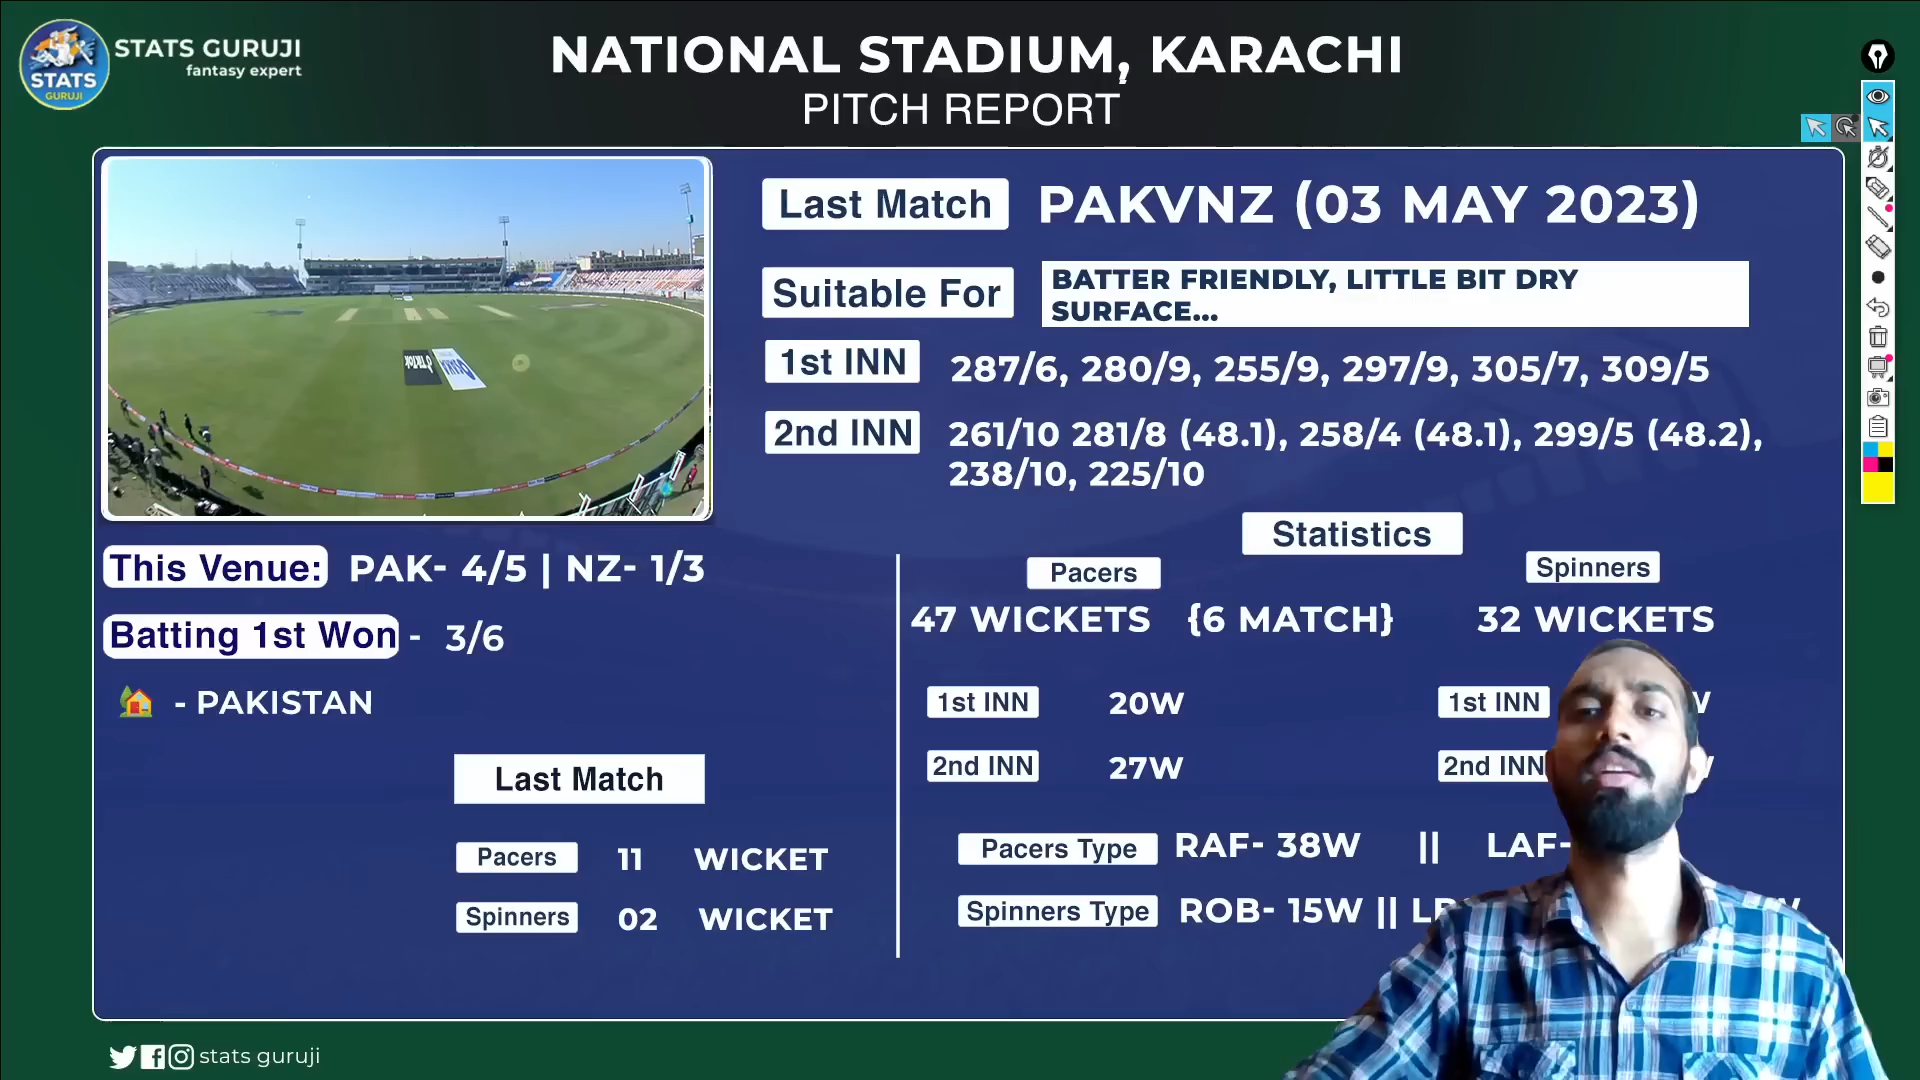 STATS GURUJI
fantasy expert
STATS
GURUJI
NATIONAL STADIUM, KARACHI
PITCH REPORT
Last Match PAKVNZ (03 MAY 2023)
Suitable For BATTER FRIENDLY, LITTLE BIT DRY
SURFACE...
1st INN 287/6, 280/9, 255/9, 297/9, 305/7, 309/5
2nd INN 261/10 281/8 (48.1), 258/4 (48.1), 299/5 (48.2),
238/10, 225/10
This Venue: PAK- 4/5 | NZ- 1/3
Batting 1st Won - 3/6
- PAKISTAN
Last Match
Pacers 11 WICKET
Spinners 02 WICKET
Statistics
Pacers Spinners
47 WICKETS {6 MATCH} 32 WICKETS
1st INN 20W 1st INN
2nd INN 27W 2nd INN
Pacers Type RAF- 38W || LAF-
Spinners Type ROB- 15W ||
stats guruji